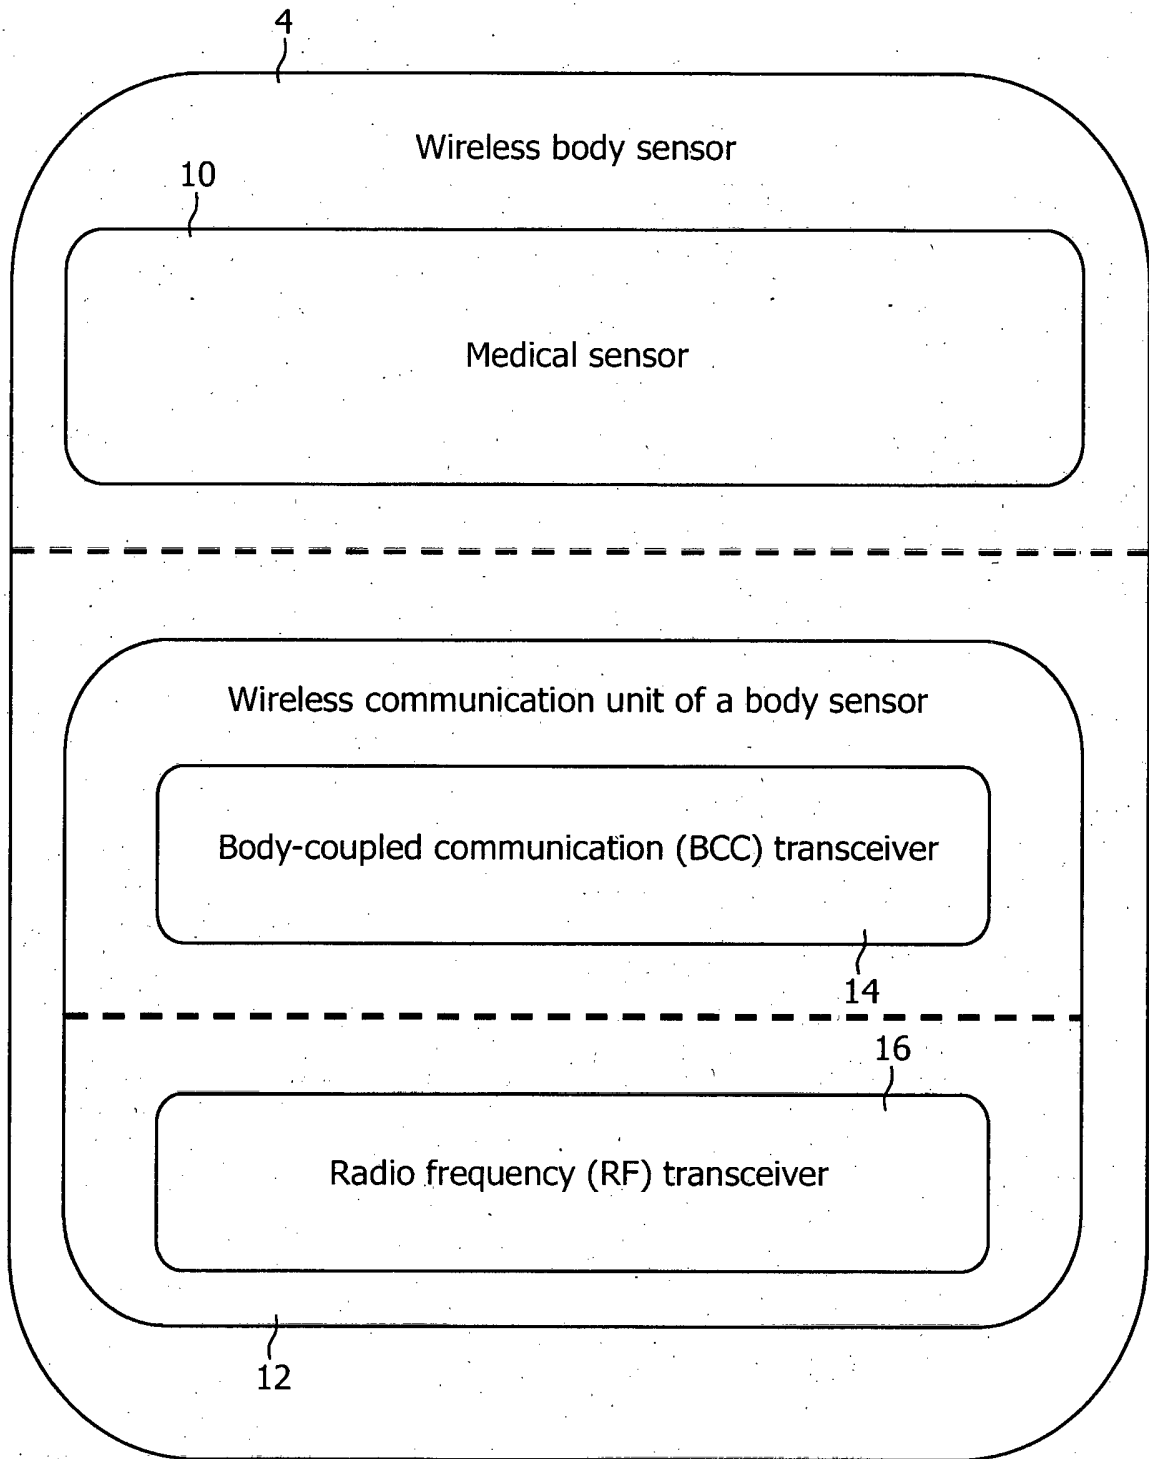 4
Wireless body sensor
10
Medical sensor
Wireless communication unit of a body sensor
Body-coupled communication (BCC) transceiver
14
16
Radio frequency (RF) transceiver
12